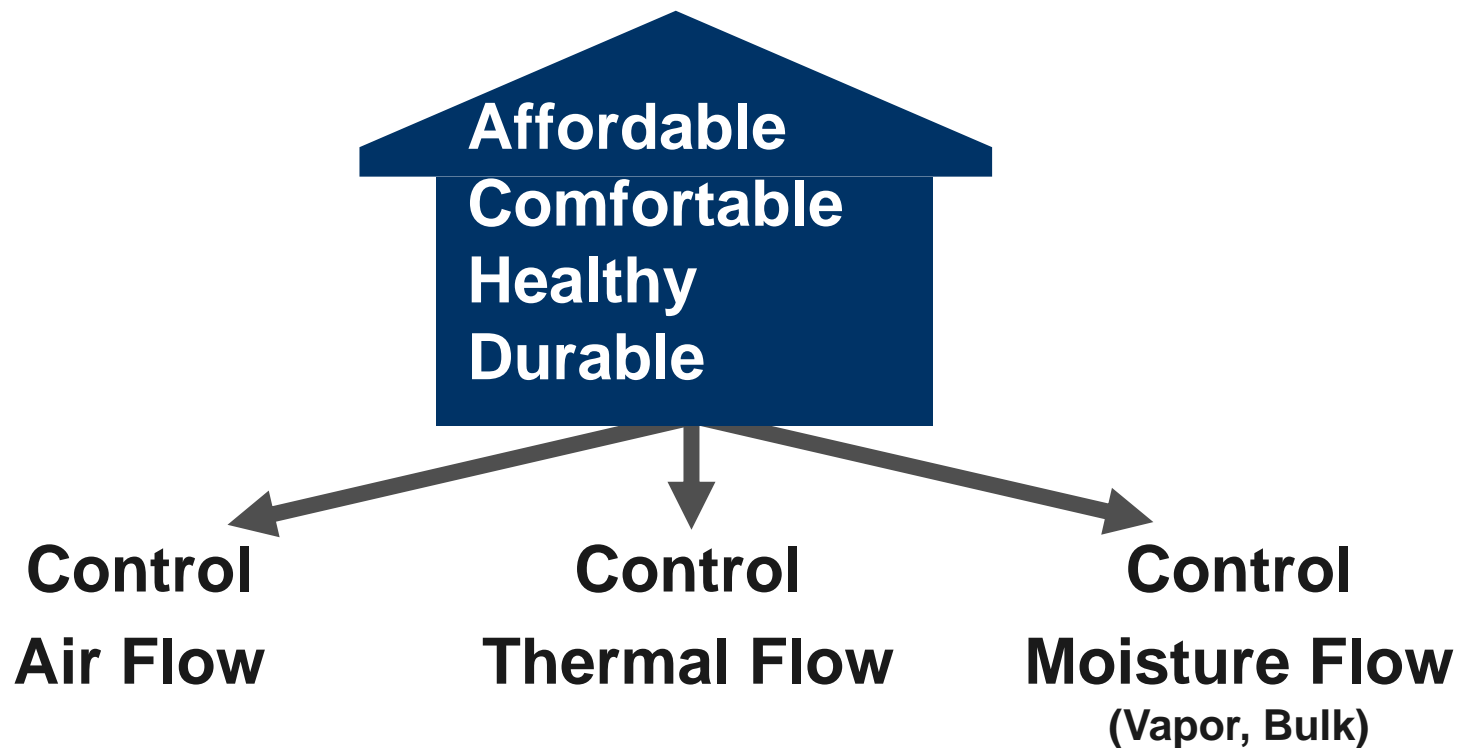 Affordable
Comfortable
Healthy
Durable
Control
Air Flow
Control
Thermal Flow
Control
Moisture Flow
(Vapor, Bulk)